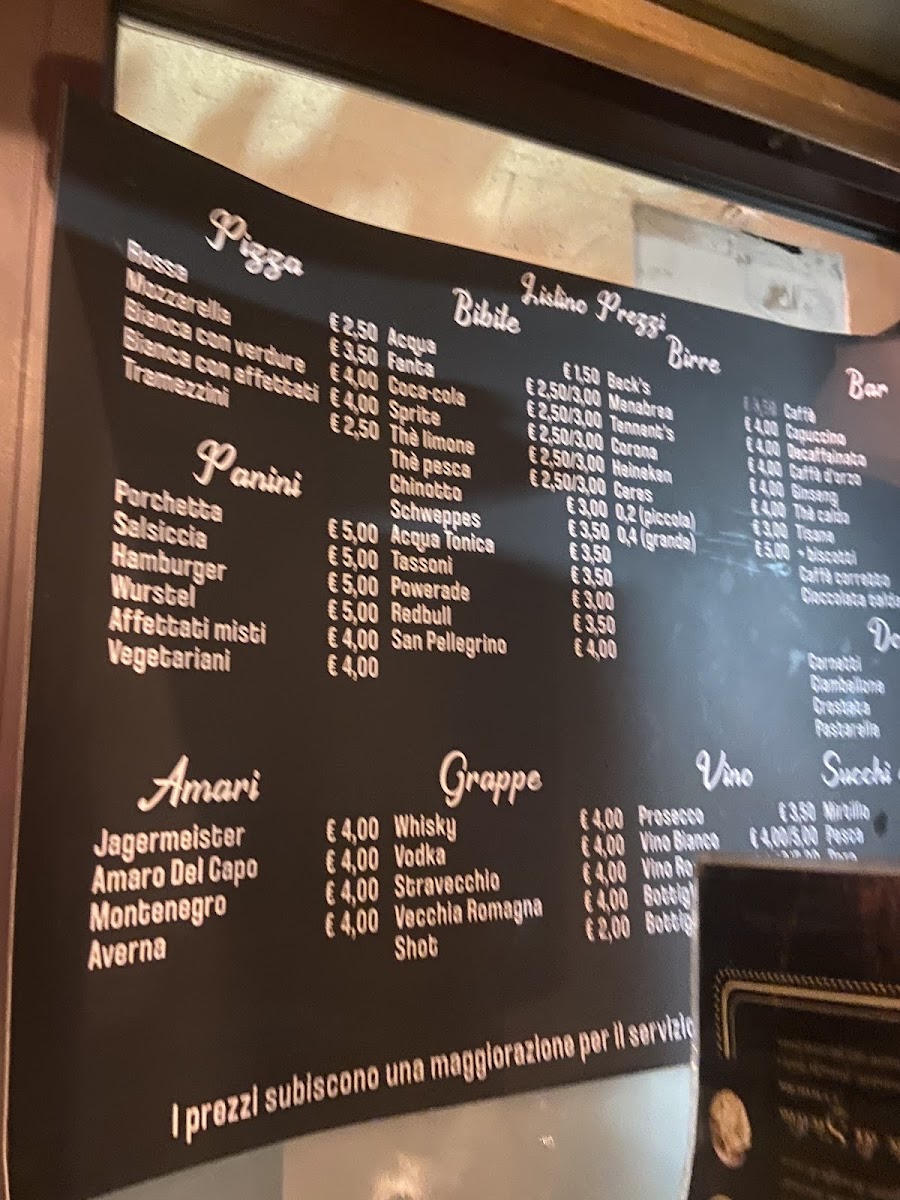 Listino Prezzi
Pizza
Rossa € 2,50
Mozzarella € 3,50
Bianca con verdure € 4,00
Bianca con affettati € 4,00
Tramezzini € 2,50
Panini
Porchetta € 5,00
Salsiccia € 5,00
Hamburger € 5,00
Wurstel € 5,00
Affettati misti € 4,00
Vegetariani € 4,00
Bibite
Acqua € 1,50
Fanta € 2,50/3,00
Coca-cola € 2,50/3,00
Sprite € 2,50/3,00
Thè limone € 2,50/3,00
Thè pesca € 2,50/3,00
Chinotto € 3,00
Schweppes € 3,50
Acqua Tonica € 3,50
Tassoni € 3,50
Powerade € 3,00
Redbull € 3,50
San Pellegrino € 4,00
Birre
Beck's
Menabrea € 4,00
Tennent's € 4,00
Corona € 4,00
Heineken € 4,00
Ceres € 4,00
0,2 (piccola) € 3,00
0,4 (grande) € 5,00
Bar
Caffè
Capuccino
Decaffeinato
Caffè d'orzo
Ginseng
Thè caldo
Tisana
+ biscotti
Caffè corretto
Cioccolata calda
Cornetti
Ciambellone
Crostata
Pastarelle
Amari
Jagermeister € 4,00
Amaro Del Capo € 4,00
Montenegro € 4,00
Averna € 4,00
Grappe
Whisky € 4,00
Vodka € 4,00
Stravecchio € 4,00
Vecchia Romagna € 4,00
Shot € 2,00
Vino
Prosecco € 3,50
Vino Bianco € 4,00/5,00
Vino
Succhi
Mirtillo
Pesca
I prezzi subiscono una maggiorazione per il servizio